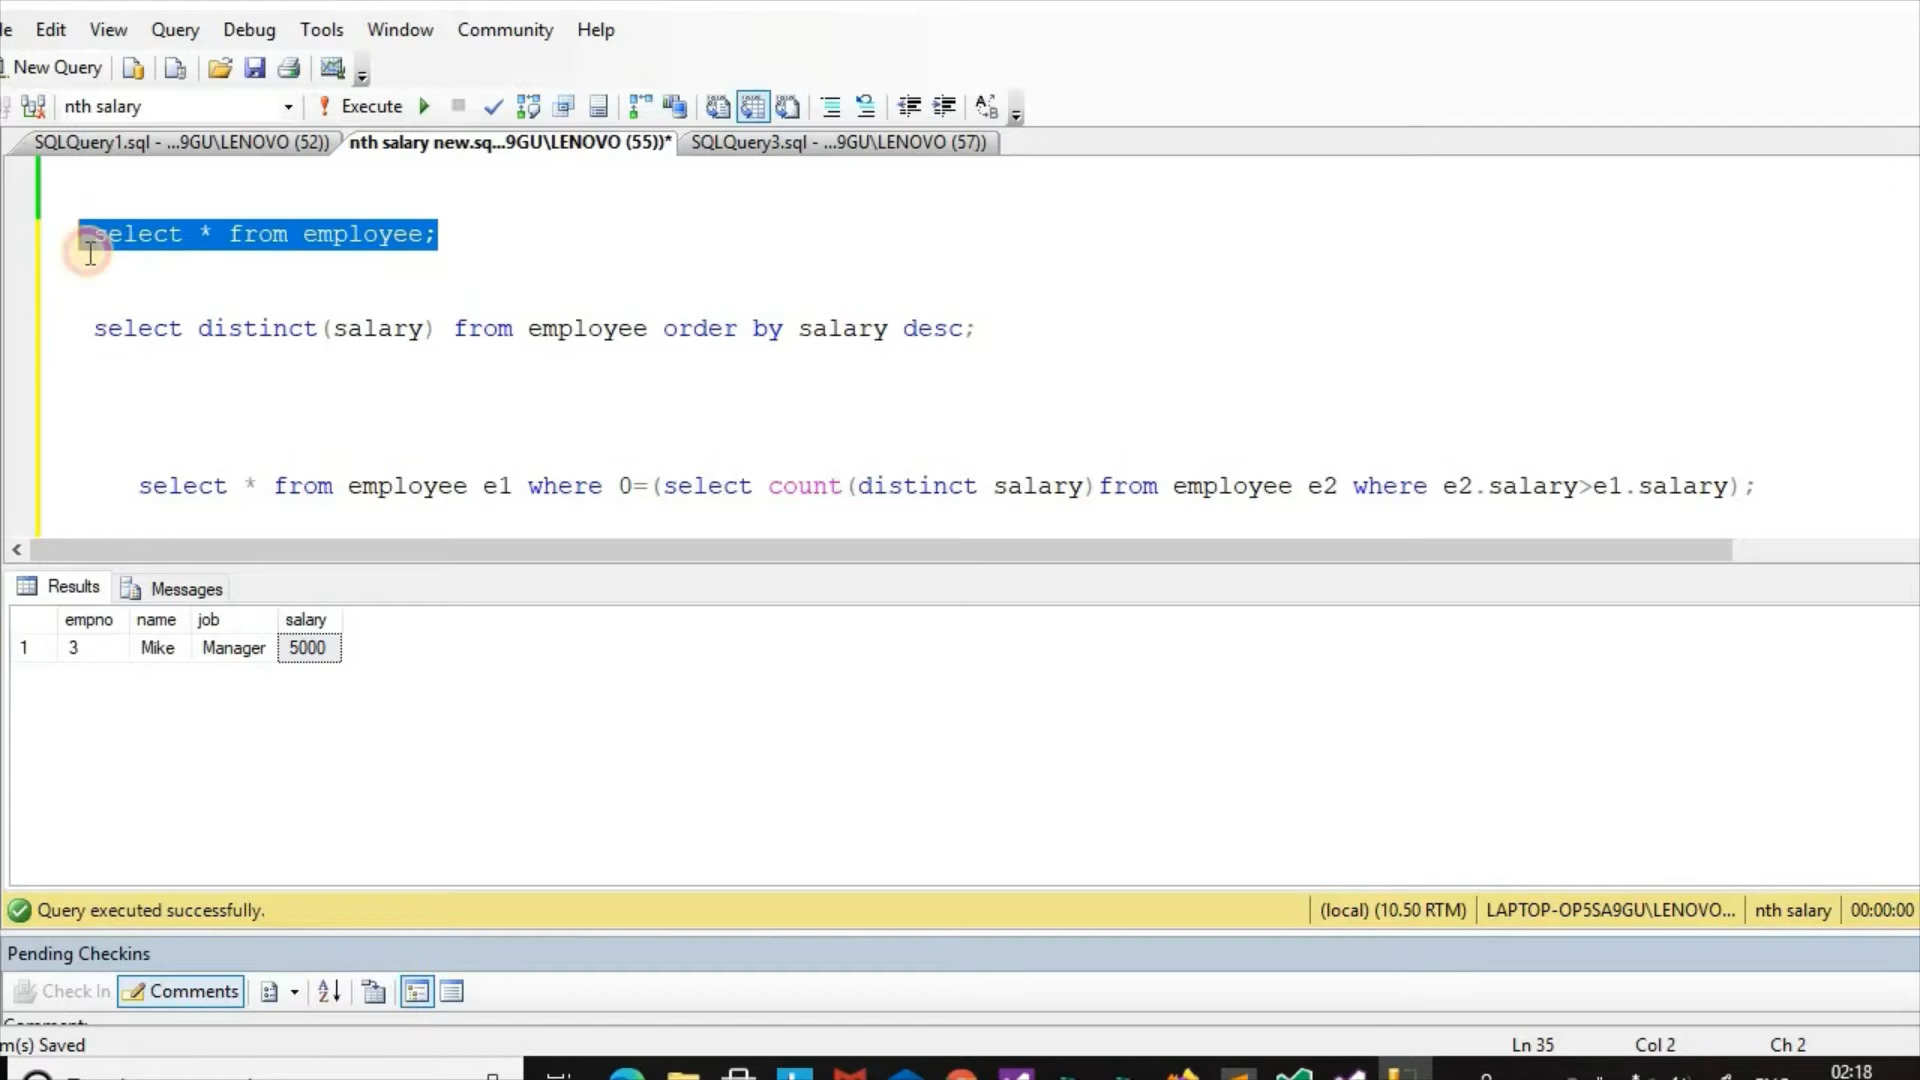 le Edit View Query Debug Tools Window Community Help
New Query
nth salary Execute
SQLQuery1.sql - ...9GU\LENOVO (52)) nth salary new.sq...9GU\LENOVO (55))* SQLQuery3.sql - ...9GU\LENOVO (57))
select * from employee;
select distinct(salary) from employee order by salary desc;
select * from employee e1 where 0=(select count(distinct salary)from employee e2 where e2.salary>e1.salary);
Results Messages
empno name job salary
1 3 Mike Manager 5000
Query executed successfully. (local) (10.50 RTM) LAPTOP-OP5SA9GU\LENOVO... nth salary 00:00:00
Pending Checkins
Check In Comments
m(s) Saved Ln 35 Col 2 Ch 2
02:18